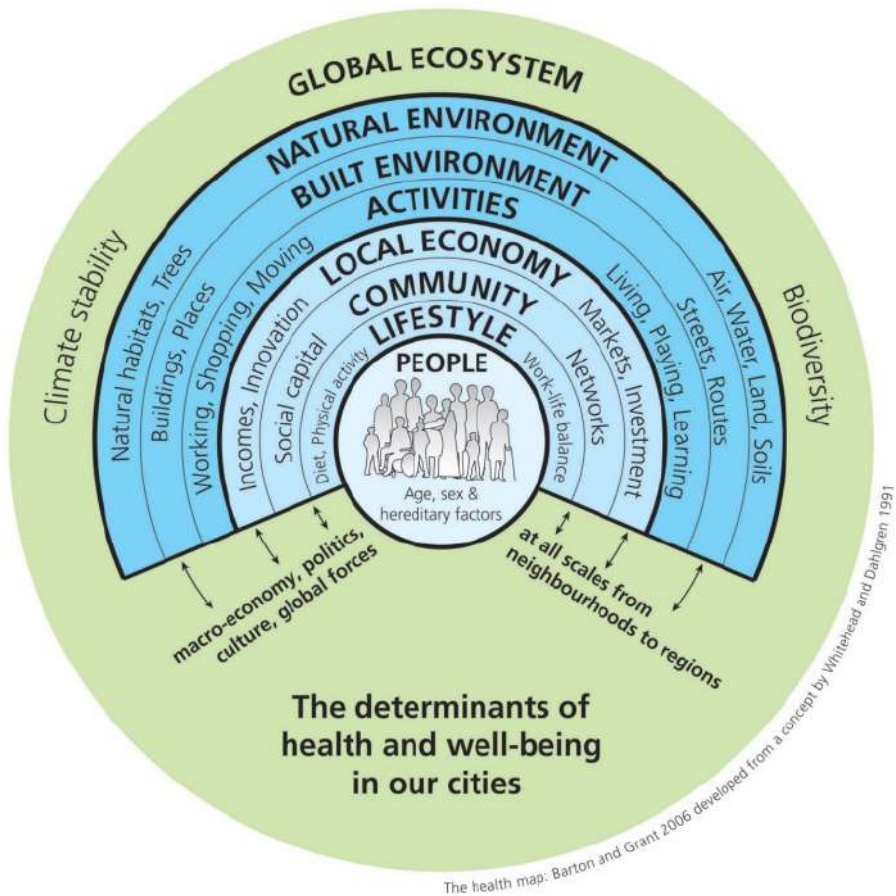 GLOBAL ECOSYSTEM
NATURAL ENVIRONMENT
BUILT ENVIRONMENT
ACTIVITIES
LOCAL ECONOMY
COMMUNITY
LIFESTYLE
PEOPLE
Age, sex &
hereditary factors
Climate stability
Natural habitats, Trees
Buildings, Places
Working, Shopping, Moving
Incomes, Innovation
Social capital
Diet, Physical activity
Work-life balance
Networks
Markets, Investment
Living, Playing, Learning
Streets, Routes
Air, Water, Land, Soils
Biodiversity
macro-economy, politics,
culture, global forces
at all scales from
neighbourhoods to regions
The determinants of
health and well-being
in our cities
The health map: Barton and Grant 2006 developed from a concept by Whitehead and Dahlgren 1991